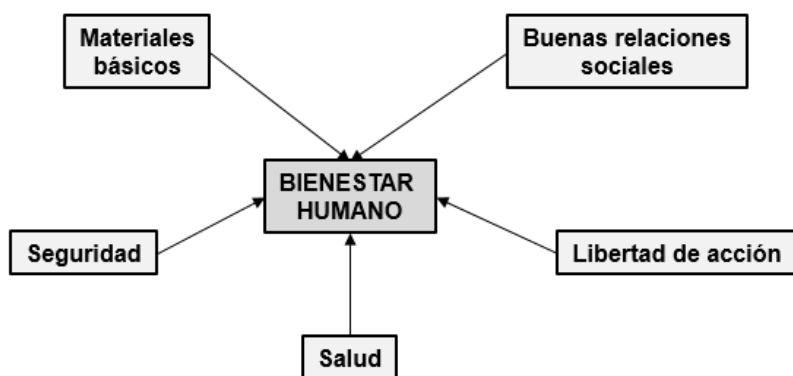 Materiales
básicos
Buenas relaciones
sociales
BIENESTAR
HUMANO
Seguridad
Libertad de acción
Salud